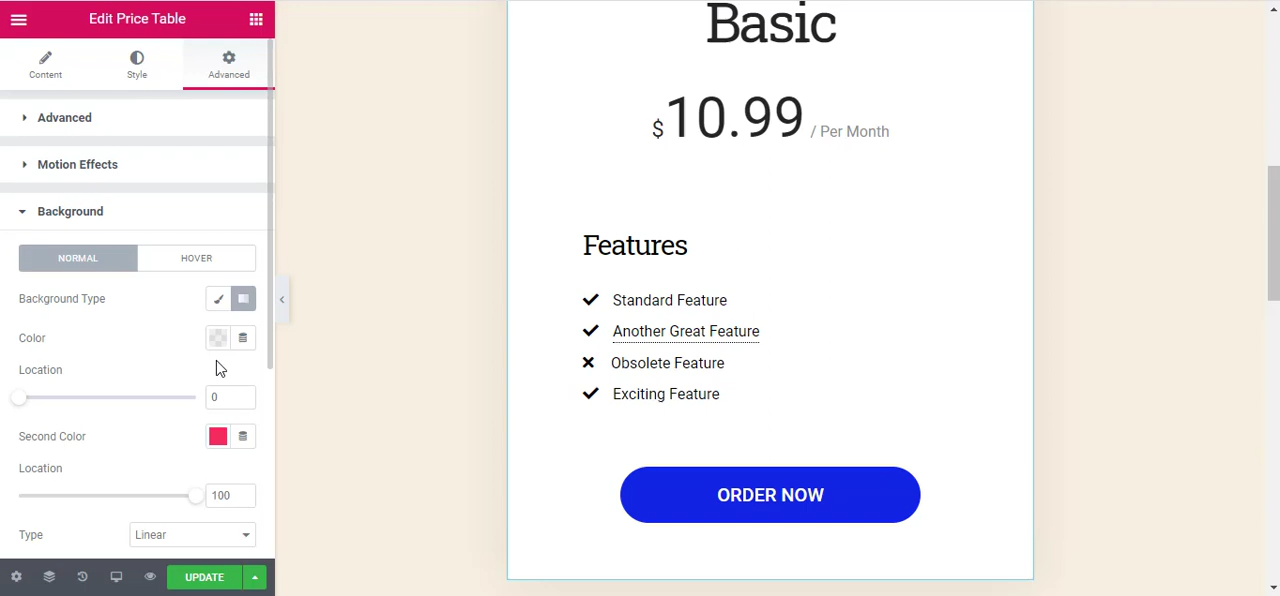 Edit Price Table
Content
Style
Advanced
Advanced
Motion Effects
Background
NORMAL
HOVER
Background Type
Color
Location
0
Second Color
Location
100
Type
Linear
UPDATE
Basic
$10.99 / Per Month
Features
Standard Feature
Another Great Feature
Obsolete Feature
Exciting Feature
ORDER NOW